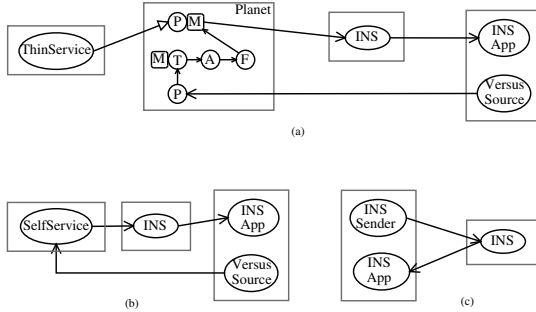 Planet
P M
ThinService
INS
INS
App
M T A F
P
Versus
Source
(a)
SelfService
INS
INS
App
Versus
Source
(b)
INS
Sender
INS
INS
App
(c)